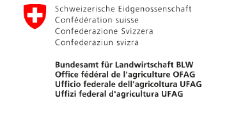 Schweizerische Eidgenossenschaft
Confédération suisse
Confederazione Svizzera
Confederaziun svizra
Bundesamt für Landwirtschaft BLW
Office fédéral de l'agriculture OFAG
Ufficio federale dell'agricoltura UFAG
Uffizi federal d'agricultura UFAG